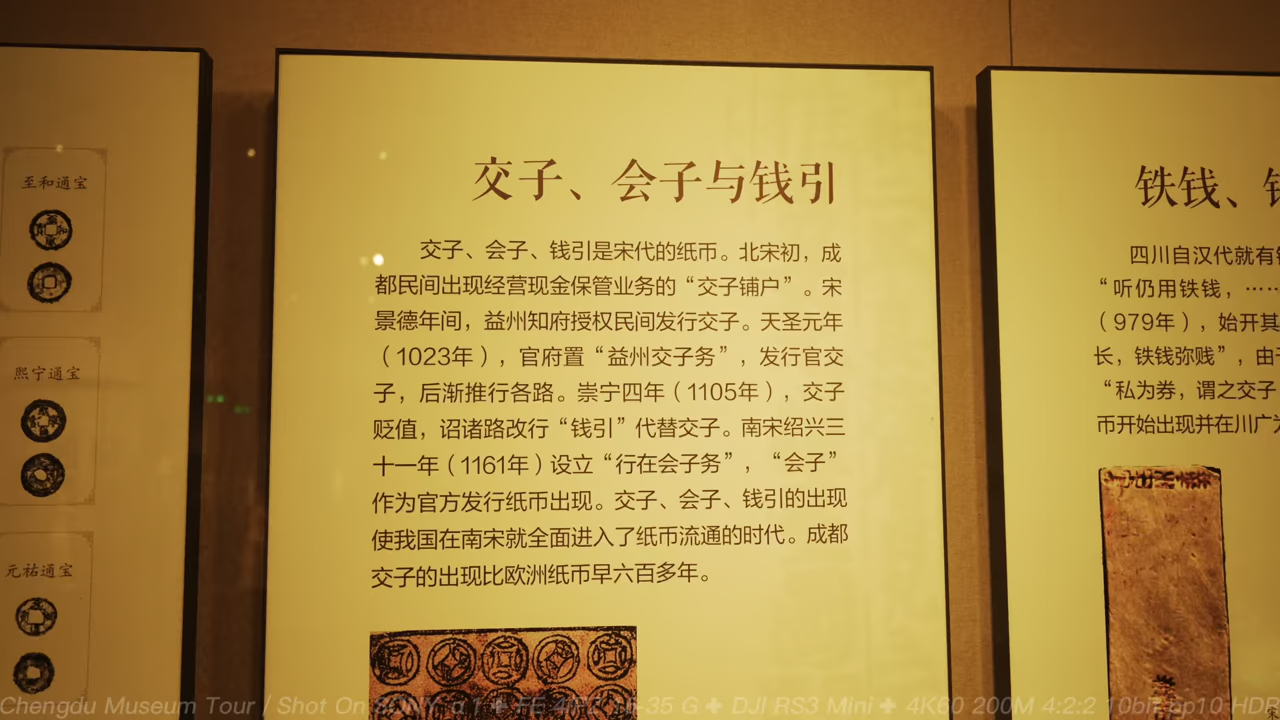 至和通宝
熙宁通宝
元祐通宝
交子、会子与钱引
交子、会子、钱引是宋代的纸币。北宋初，成
都民间出现经营现金保管业务的“交子铺户”。宋
景德年间，益州知府授权民间发行交子。天圣元年
（1023年），官府置“益州交子务”，发行官交
子，后渐推行各路。崇宁四年（1105年），交子
贬值，诏诸路改行“钱引”代替交子。南宋绍兴三
十一年（1161年）设立“行在会子务”，“会子”
作为官方发行纸币出现。交子、会子、钱引的出现
使我国在南宋就全面进入了纸币流通的时代。成都
交子的出现比欧洲纸币早六百多年。
铁钱、
四川自汉代就有
“听仍用铁钱，……
（979年），始开其
长，铁钱弥贱”，由
“私为券，谓之交子
币开始出现并在川广
Chengdu Museum Tour / Shot On SONY α 1 ✚ FE 35 G ✚ DJI RS3 Mini ✚ 4K60 200M 4:2:2 10bit HDR